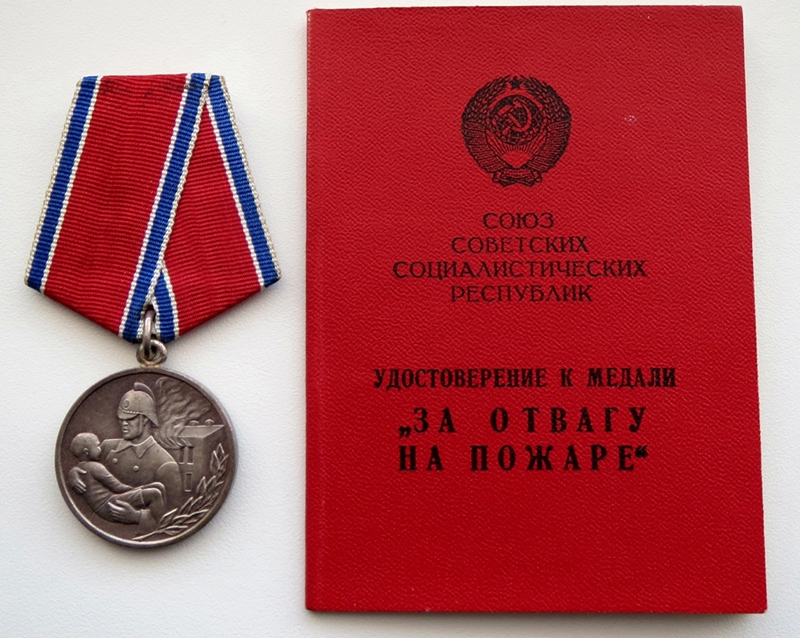 СОЮЗ
СОВЕТСКИХ
СОЦИАЛИСТИЧЕСКИХ
РЕСПУБЛИК
УДОСТОВЕРЕНИЕ К МЕДАЛИ
„ЗА ОТВАГУ
НА ПОЖАРЕ“